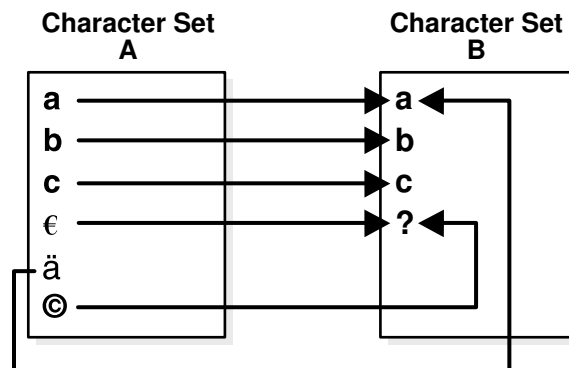 Character Set Character Set
A B
a a
b b
c c
€ ?
ä
©